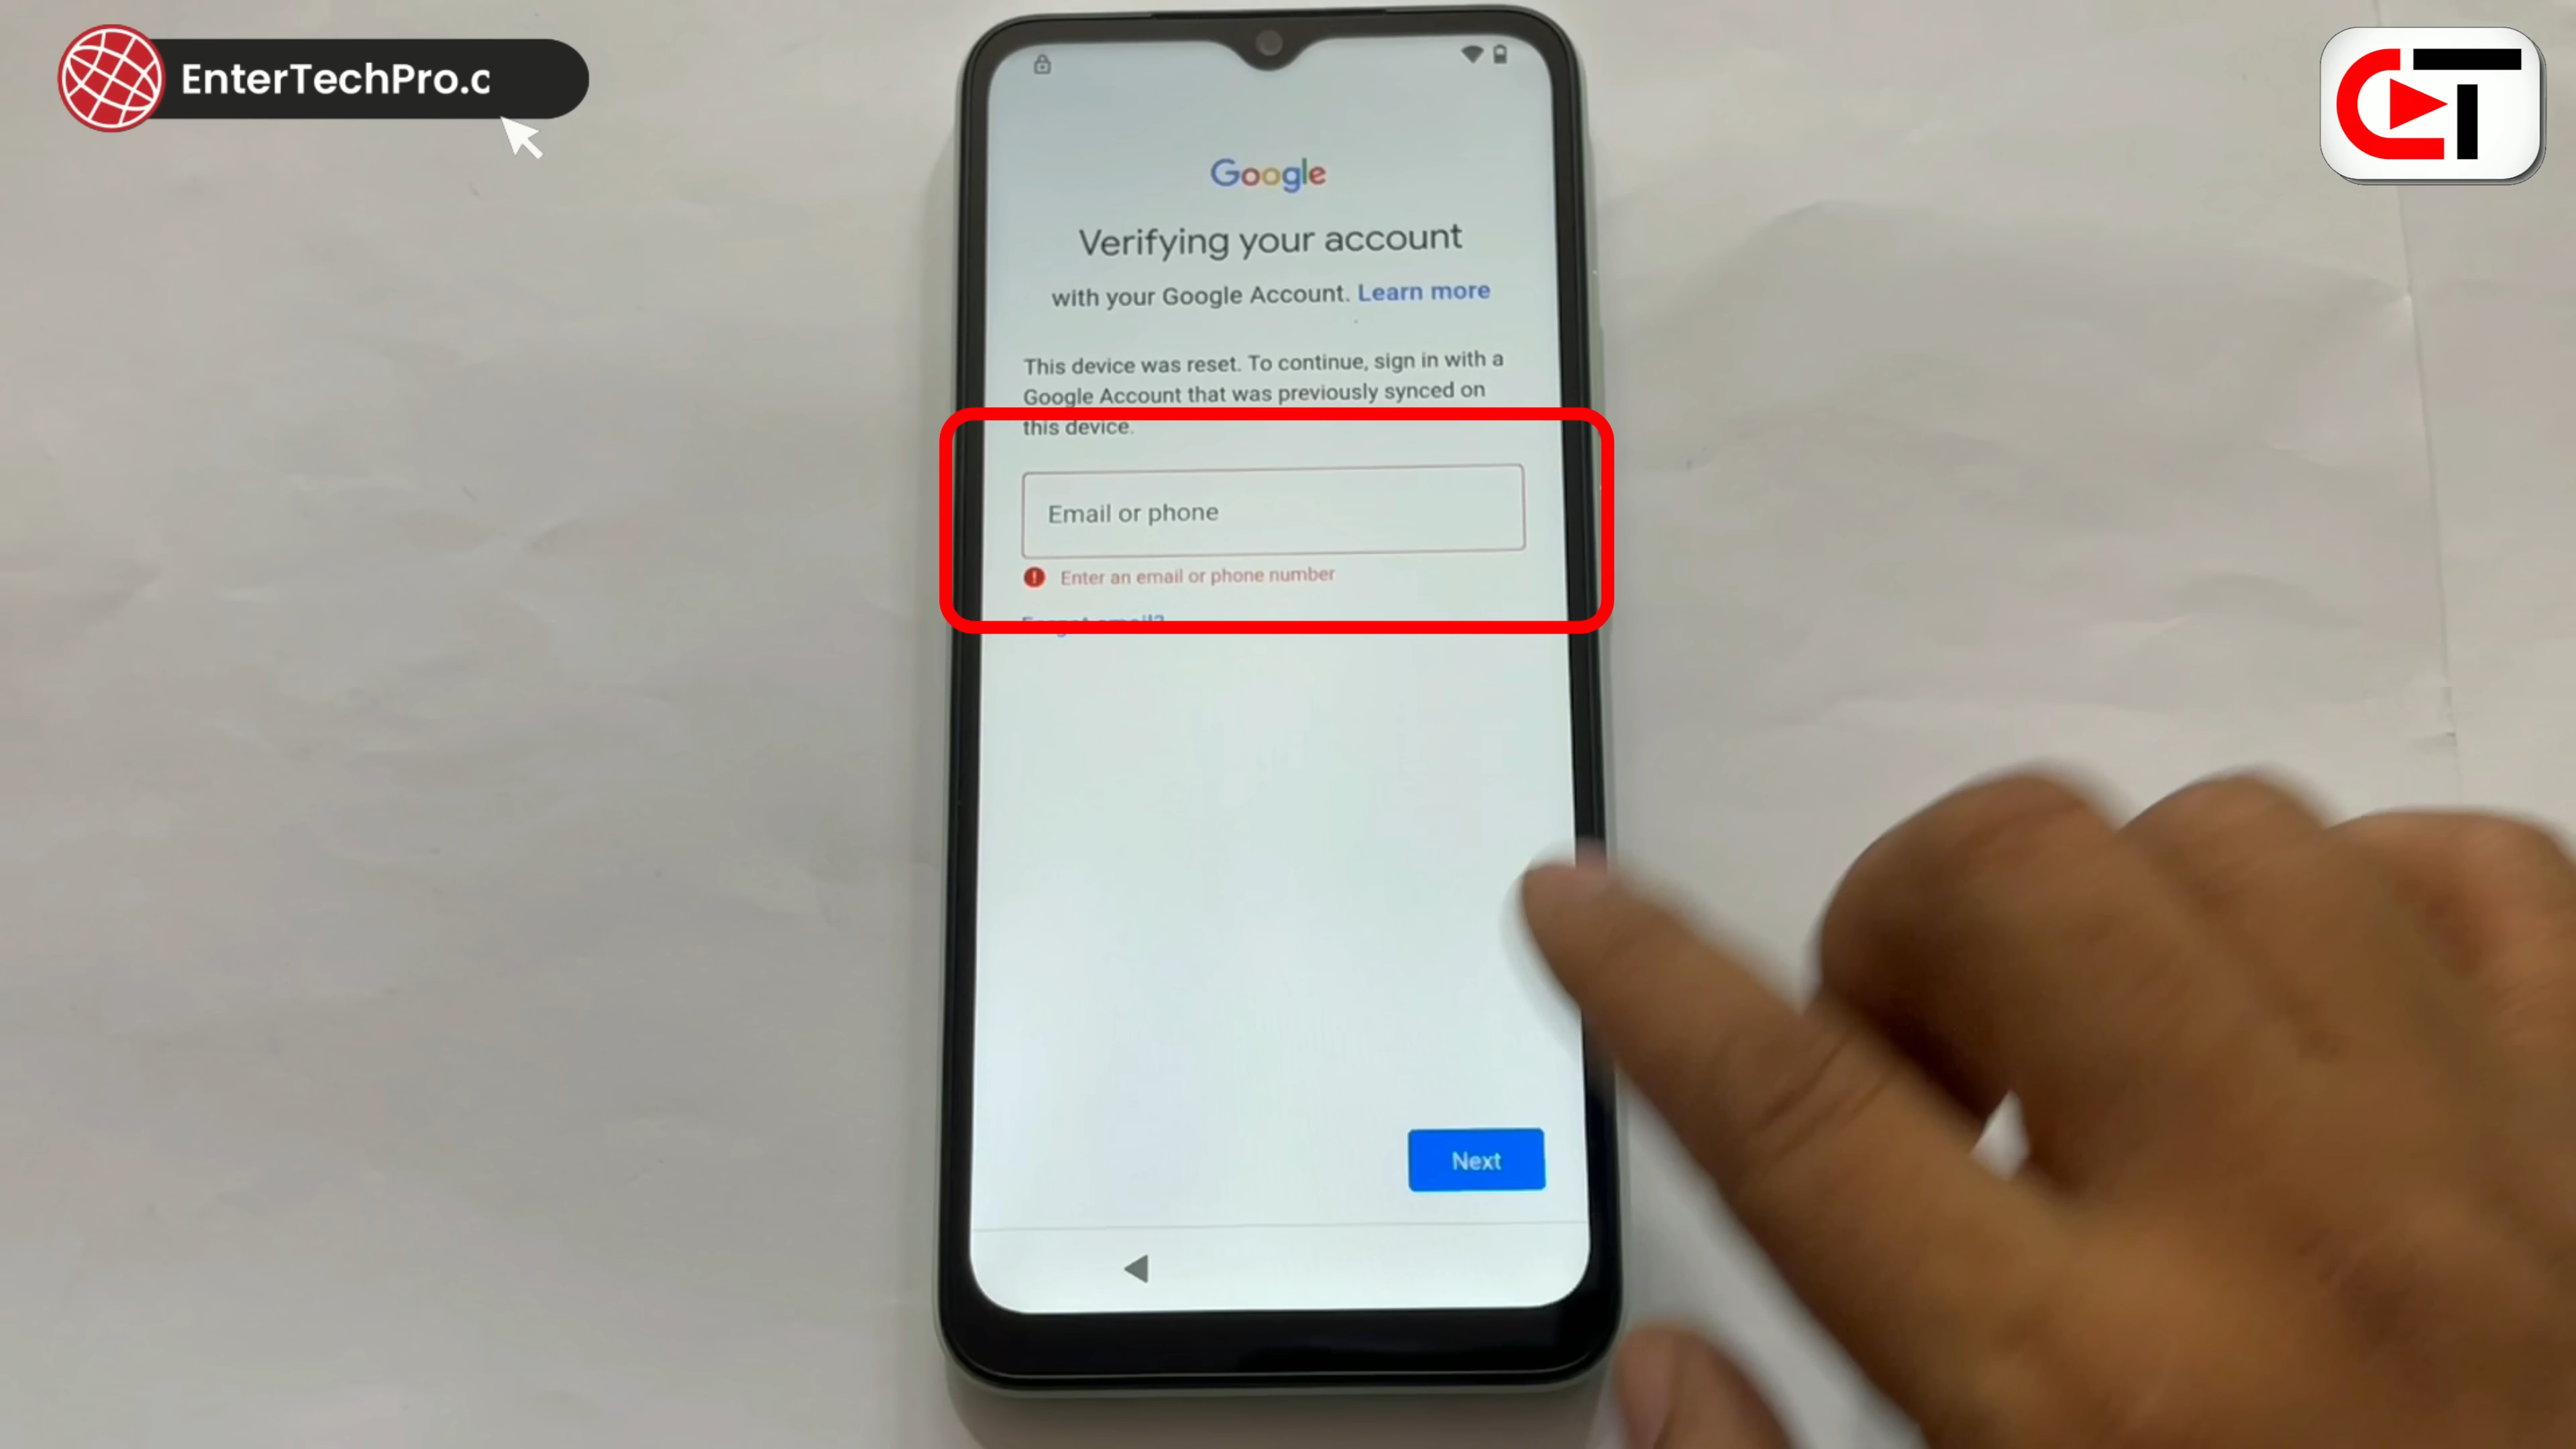 EnterTechPro.c
Google
Verifying your account
with your Google Account. Learn more
This device was reset. To continue, sign in with a
Google Account that was previously synced on
this device.
Email or phone
Enter an email or phone number
Forgot email?
Next